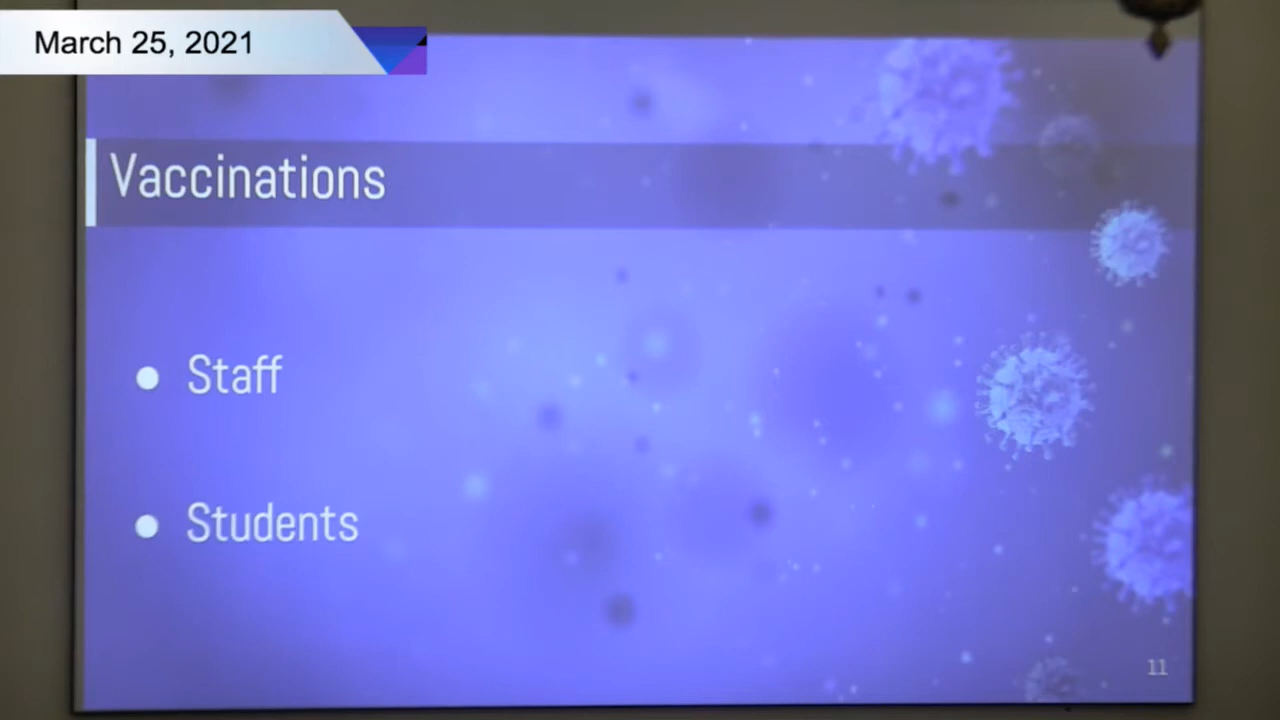 March 25, 2021
Vaccinations
● Staff
● Students
11